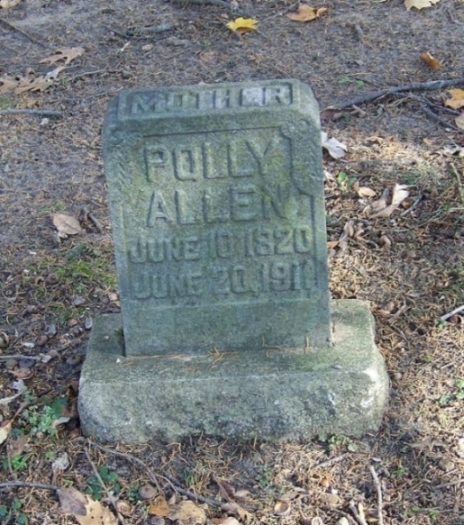 MOTHER
POLLY
ALLEN
JUNE 10 1820
JUNE 20, 1911